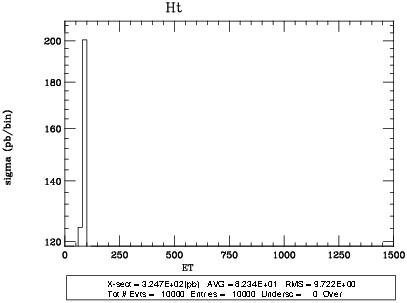 Ht
200
180
160
140
120
sigma (pb/bin)
0 250 500 750 1000 1250 1500
ET
X-sect = 3.247E+02(pb) AVG = 8.234E+01 RMS = 9.722E+00
Tot # Evts = 10000 Entries = 10000 Undersc = 0 Over